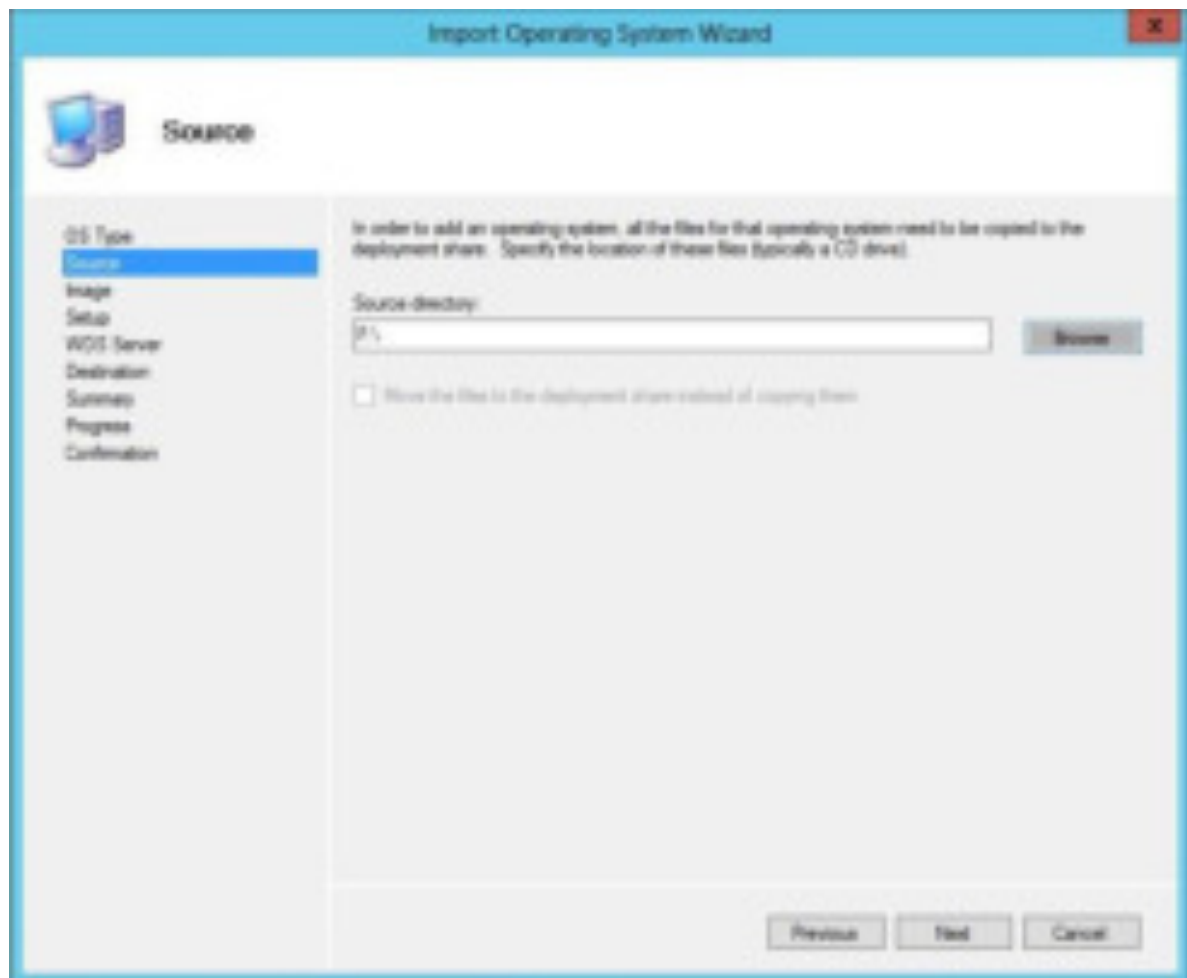 Import Operating System Wizard
x
Source
OS Type
Source
Image
Setup
WDS Server
Destination
Summary
Progress
Confirmation
In order to add an operating system, all the files for that operating system need to be copied to the
deployment share. Specify the location of these files (typically a CD drive).
Source directory:
Browse
Move the files to the deployment share instead of copying them
Previous
Next
Cancel